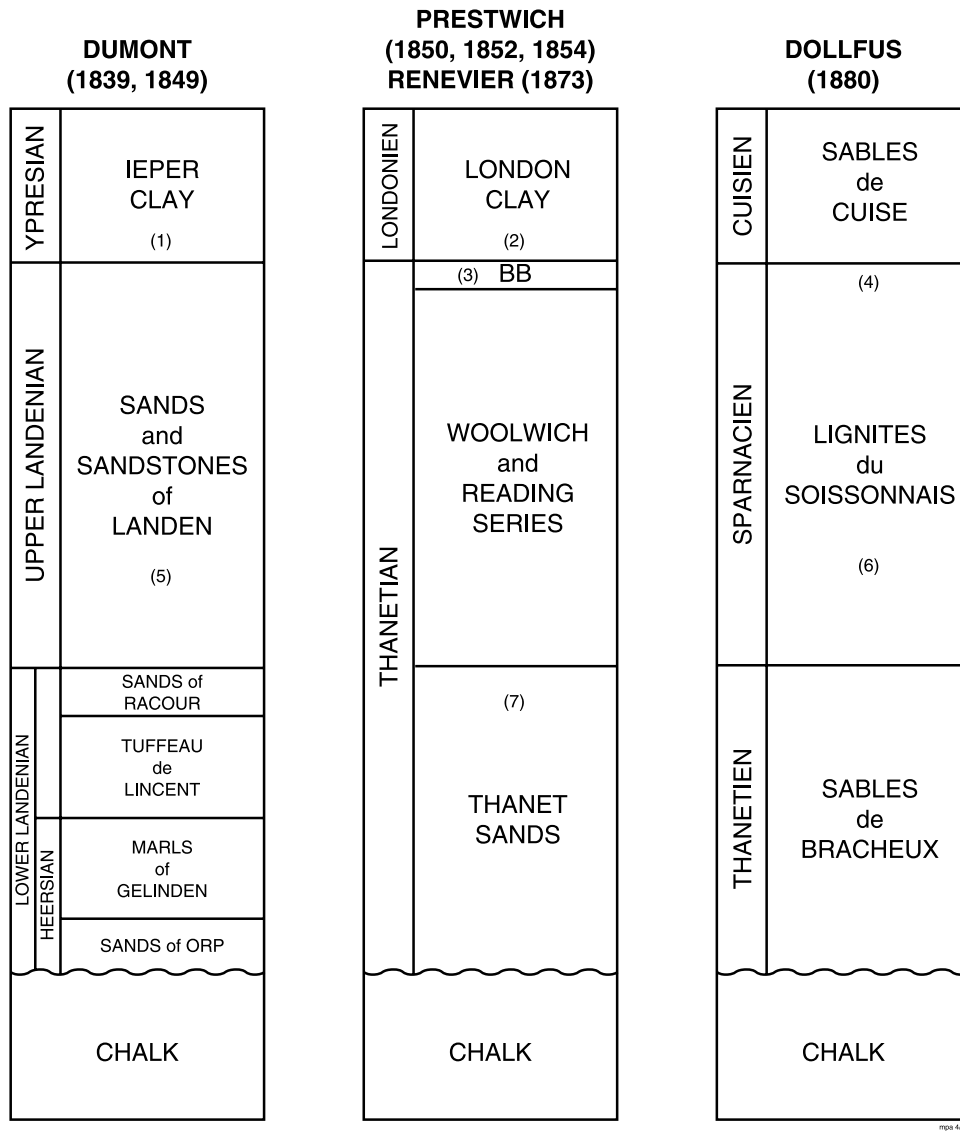 DUMONT
(1839, 1849)
YPRESIAN
IEPER
CLAY
(1)
UPPER LANDENIAN
SANDS
and
SANDSTONES
of
LANDEN
(5)
LOWER LANDENIAN
SANDS of
RACOUR
TUFFEAU
de
LINCENT
HEERSIAN
MARLS
of
GELINDEN
SANDS of ORP
CHALK
PRESTWICH
(1850, 1852, 1854)
RENEVIER (1873)
LONDONIEN
LONDON
CLAY
(2)
THANETIAN
(3) BB
WOOLWICH
and
READING
SERIES
(7)
THANET
SANDS
CHALK
DOLLFUS
(1880)
CUISIEN
SABLES
de
CUISE
SPARNACIEN
(4)
LIGNITES
du
SOISSONNAIS
(6)
THANETIEN
SABLES
de
BRACHEUX
CHALK